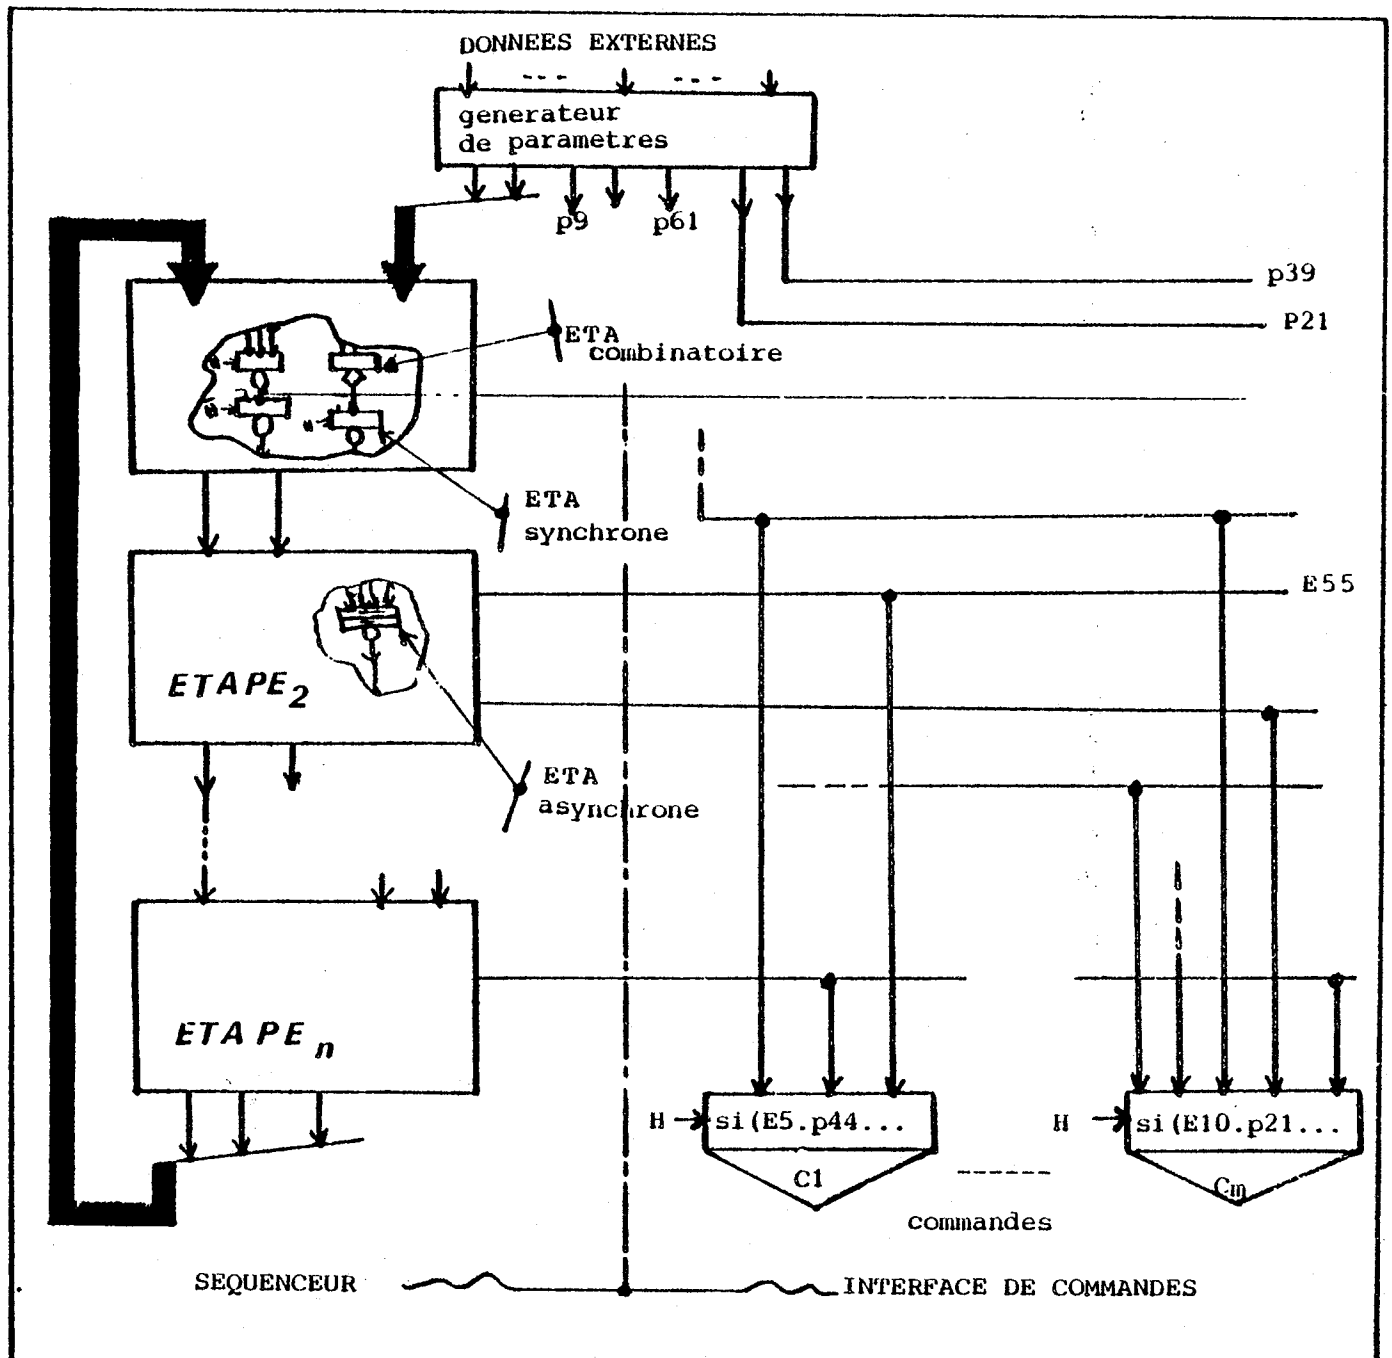 DONNEES EXTERNES
generateur
de parametres
p9
p61
p39
P21
ETA
combinatoire
ETA
synchrone
E55
ETAPE2
ETA
asynchrone
ETAPEn
H
si(E5.p44...
H
si(E10.p21...
C1
Cm
commandes
SEQUENCEUR
INTERFACE DE COMMANDES